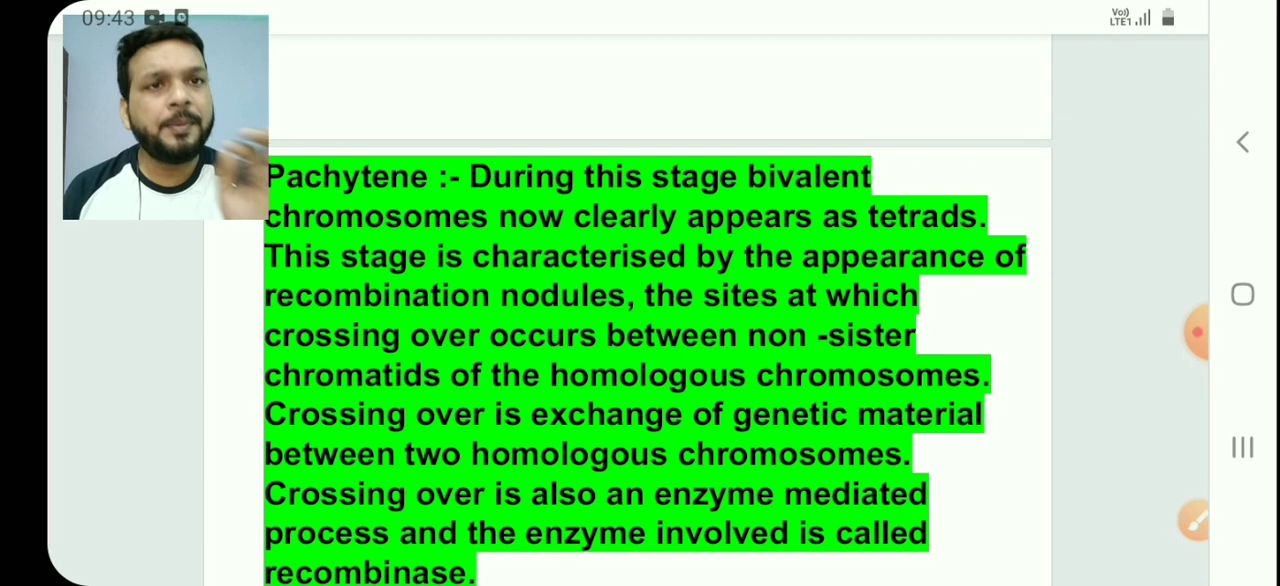 09:43
Vo))
LTE1
Pachytene :- During this stage bivalent
chromosomes now clearly appears as tetrads.
This stage is characterised by the appearance of
recombination nodules, the sites at which
crossing over occurs between non -sister
chromatids of the homologous chromosomes.
Crossing over is exchange of genetic material
between two homologous chromosomes.
Crossing over is also an enzyme mediated
process and the enzyme involved is called
recombinase.